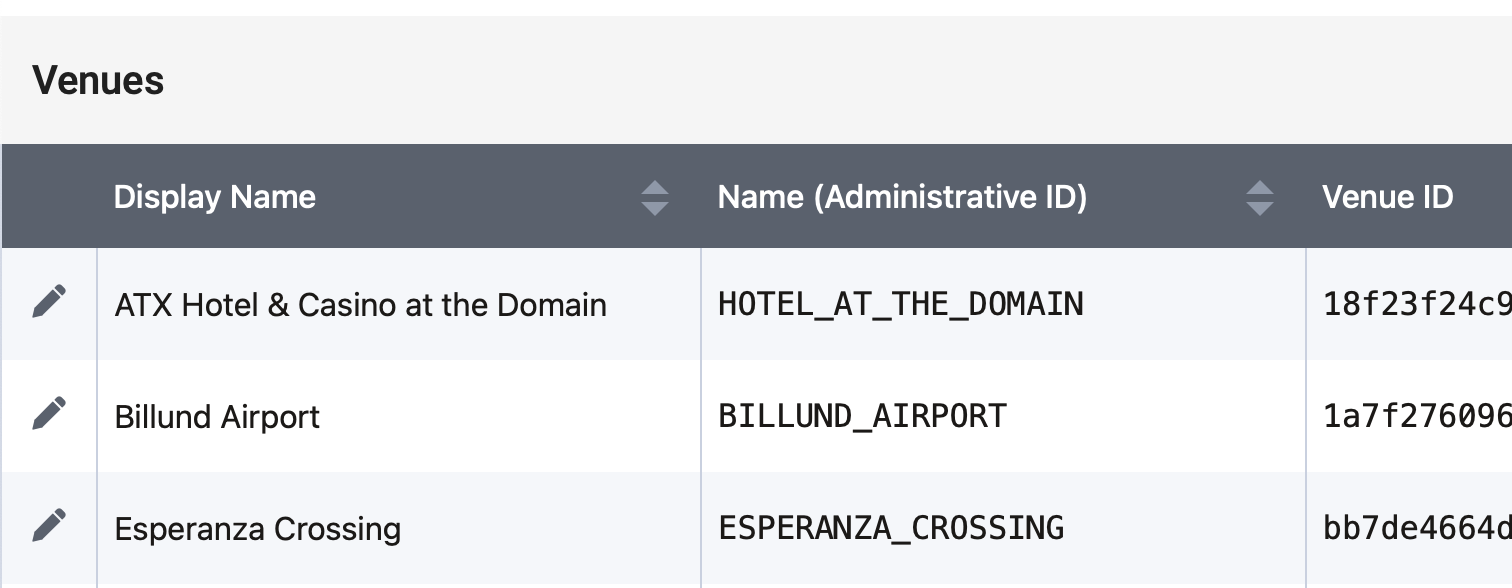 Venues
Display Name Name (Administrative ID) Venue ID
ATX Hotel & Casino at the Domain HOTEL_AT_THE_DOMAIN 18f23f24c9
Billund Airport BILLUND_AIRPORT 1a7f276096
Esperanza Crossing ESPERANZA_CROSSING bb7de4664d